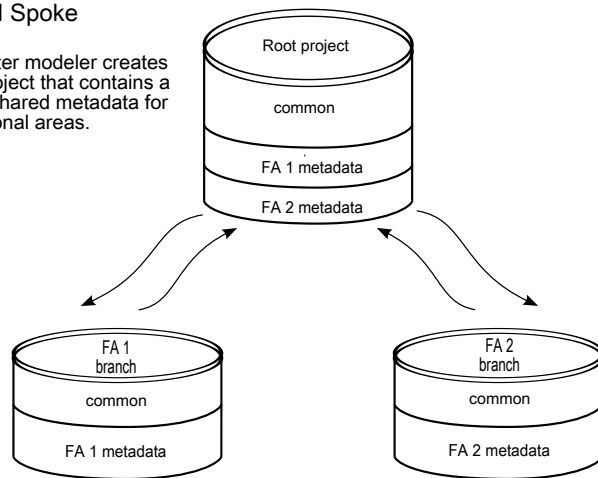 Spoke
ter modeler creates
oject that contains a
hared metadata for
onal areas.
Root project
common
FA 1 metadata
FA 2 metadata
FA 1
branch
common
FA 1 metadata
FA 2
branch
common
FA 2 metadata